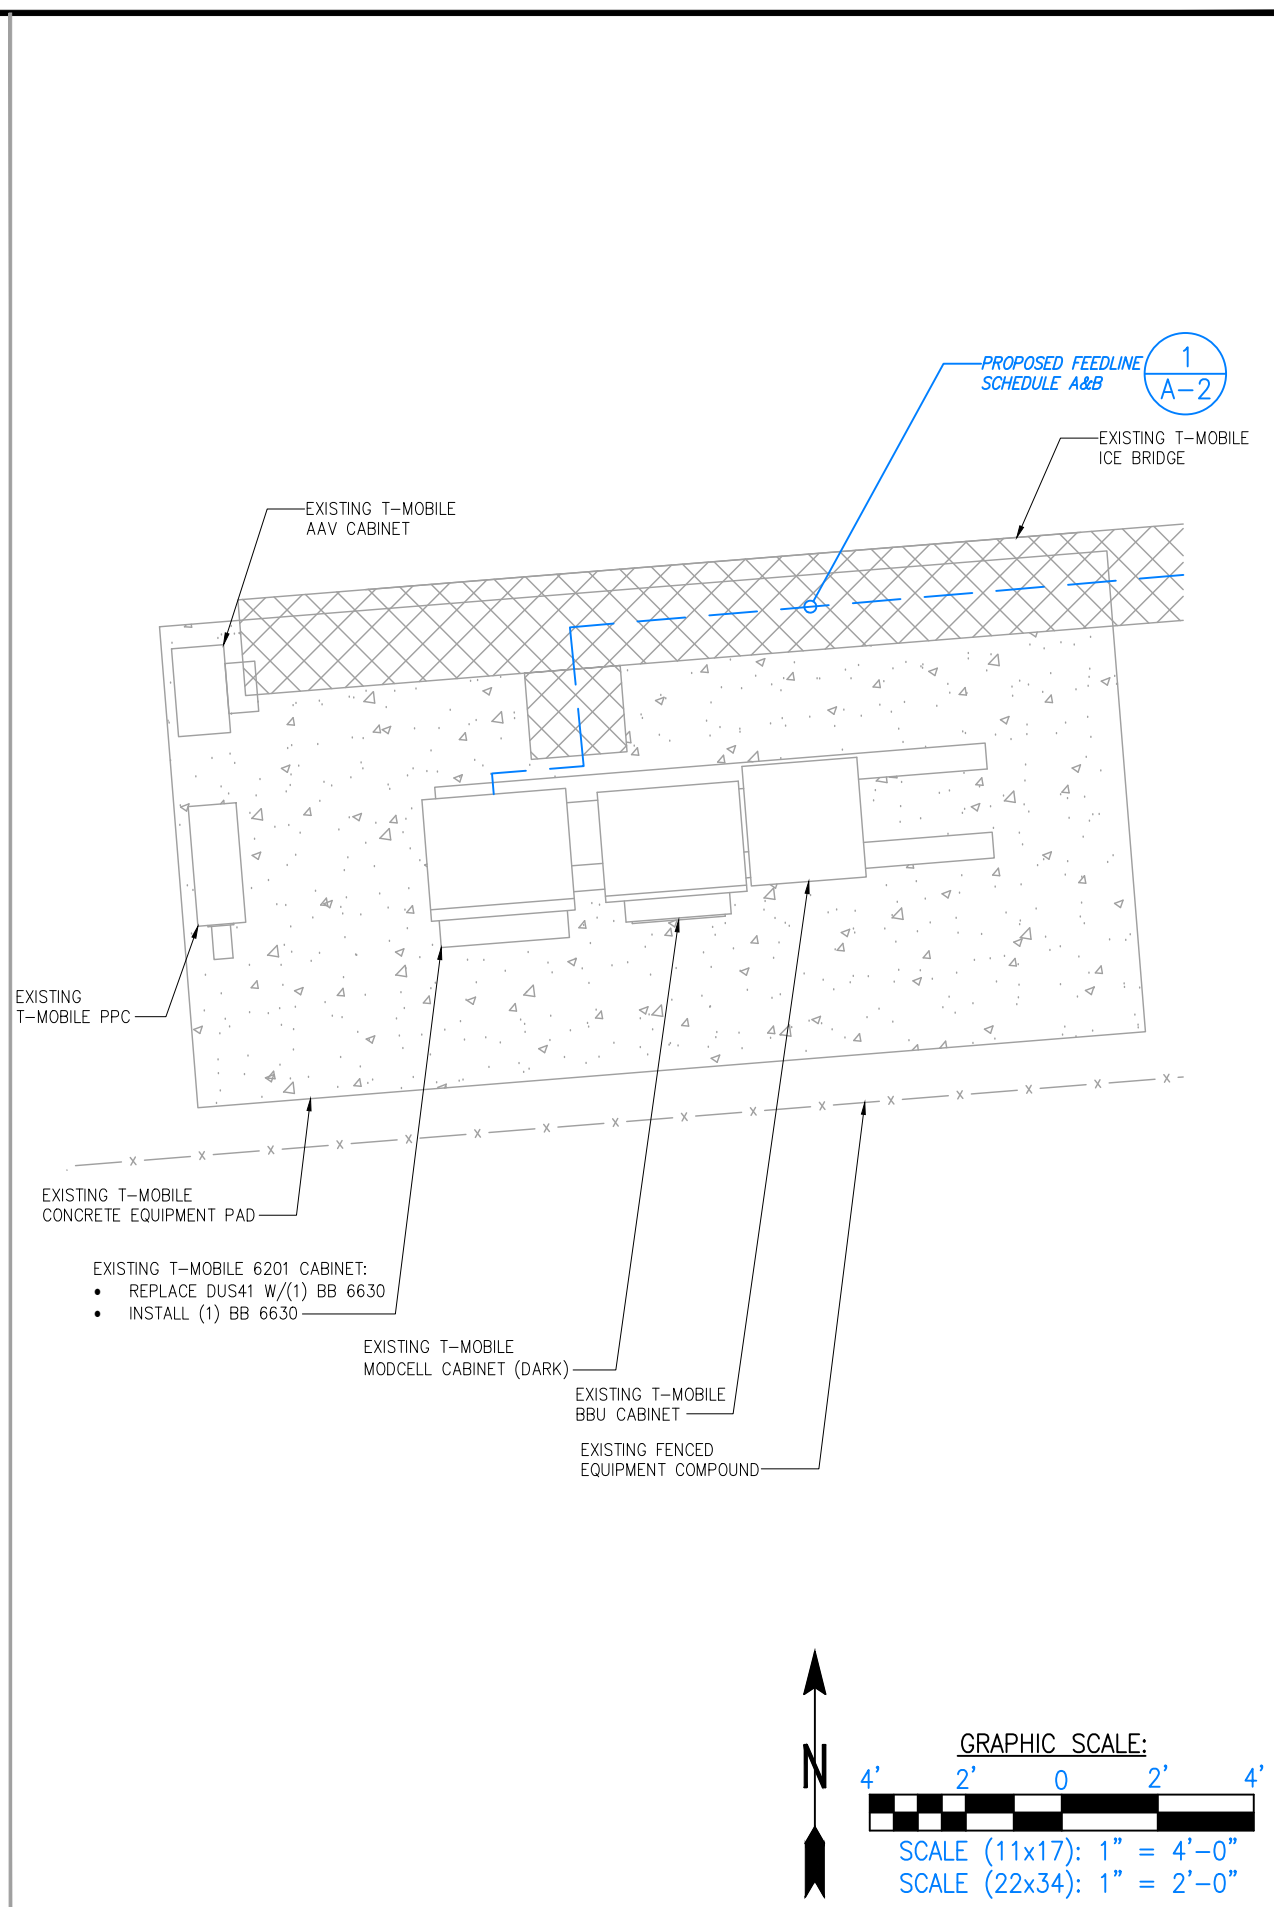 PROPOSED FEEDLINE
SCHEDULE A&B
1
A-2
EXISTING T-MOBILE
ICE BRIDGE
EXISTING T-MOBILE
AAV CABINET
EXISTING
T-MOBILE PPC
EXISTING T-MOBILE
CONCRETE EQUIPMENT PAD
EXISTING T-MOBILE 6201 CABINET:
• REPLACE DUS41 W/(1) BB 6630
• INSTALL (1) BB 6630
EXISTING T-MOBILE
MODCELL CABINET (DARK)
EXISTING T-MOBILE
BBU CABINET
EXISTING FENCED
EQUIPMENT COMPOUND
N
GRAPHIC SCALE:
4' 2' 0 2' 4'
SCALE (11x17): 1" = 4'-0"
SCALE (22x34): 1" = 2'-0"